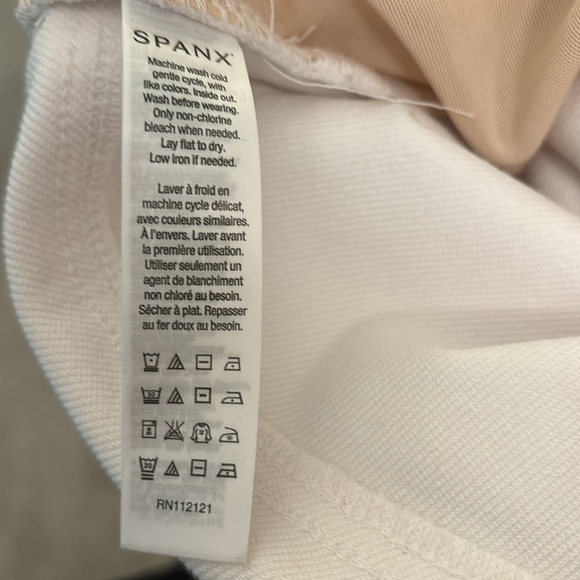 SPANX
Machine wash cold
gentle cycle, with
like colors. Inside out.
Wash before wearing.
Only non-chlorine
bleach when needed.
Lay flat to dry.
Low iron if needed.
Laver à froid en
machine cycle délicat,
avec couleurs similaires.
À l'envers. Laver avant
la première utilisation.
Utiliser seulement un
agent de blanchiment
non chloré au besoin.
Sécher à plat. Repasser
au fer doux au besoin.
30
30
RN112121